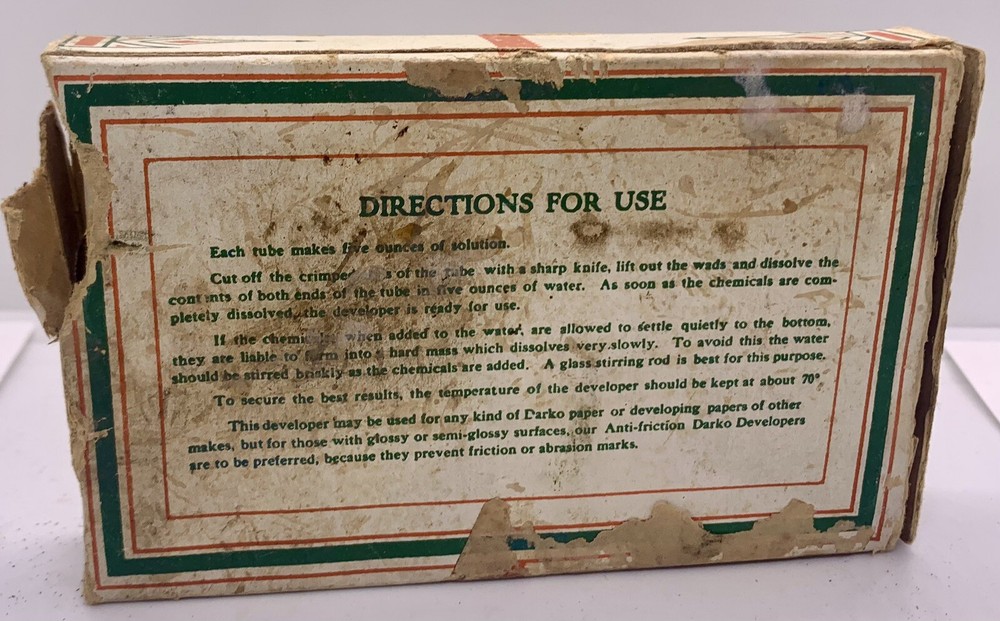 DIRECTIONS FOR USE
Each tube makes five ounces of solution.
Cut off the crimped of the tube with a sharp knife, lift out the wads and dissolve the
contents of both ends of the tube in five ounces of water. As soon as the chemicals are com-
pletely dissolved, the developer is ready for use.
If the chemicals, when added to the water, are allowed to settle quietly to the bottom,
they are liable to form into a hard mass which dissolves very slowly. To avoid this the water
should be stirred briskly as the chemicals are added. A glass stirring rod is best for this purpose.
To secure the best results, the temperature of the developer should be kept at about 70°.
This developer may be used for any kind of Darko paper or developing papers of other
makes, but for those with glossy or semi-glossy surfaces, our Anti-friction Darko Developers
are to be preferred, because they prevent friction or abrasion marks.